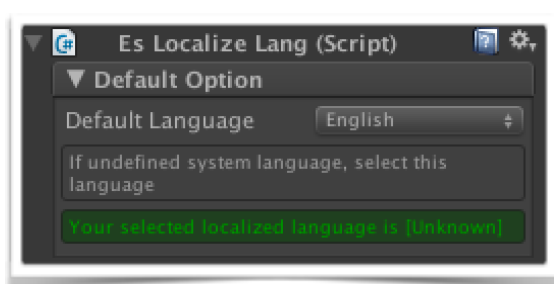 Es Localize Lang (Script)
Default Option
Default Language English
If undefined system language, select this
language
Your selected localized language is [Unknown]